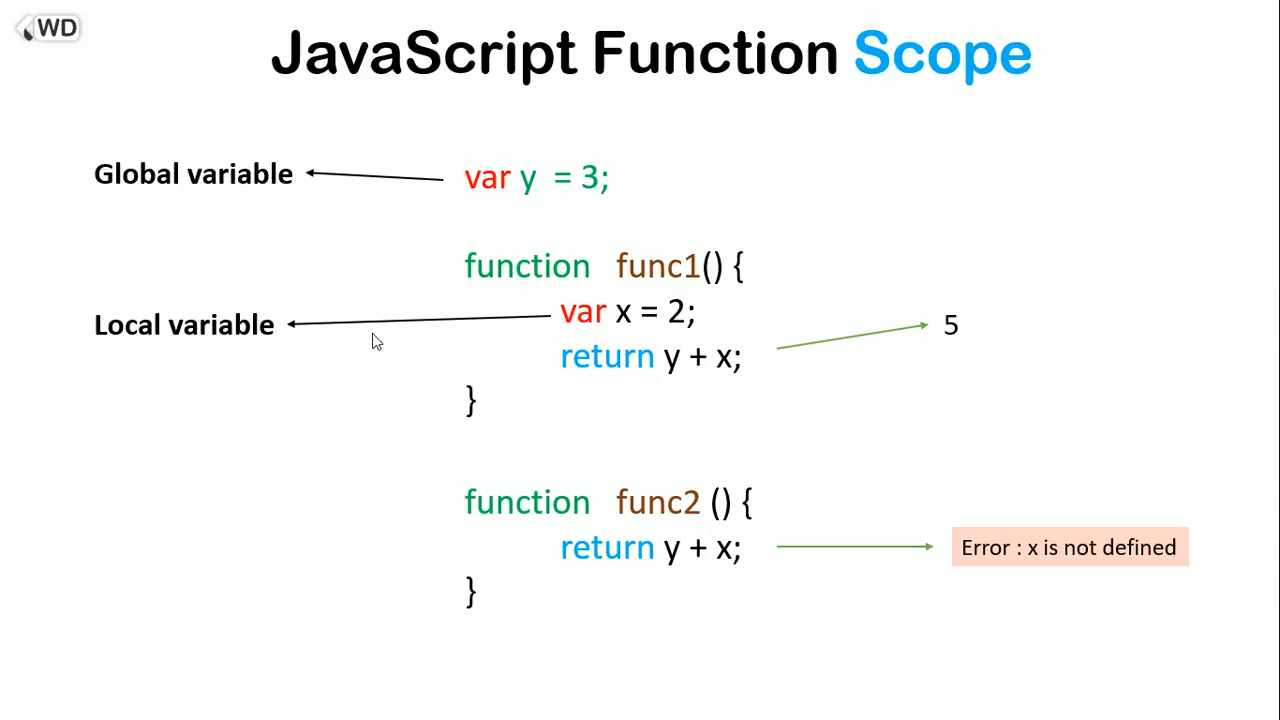 WD
JavaScript Function Scope
Global variable
var y = 3;
function func1() {
Local variable
var x = 2;
5
return y + x;
}
function func2 () {
return y + x;
Error : x is not defined
}